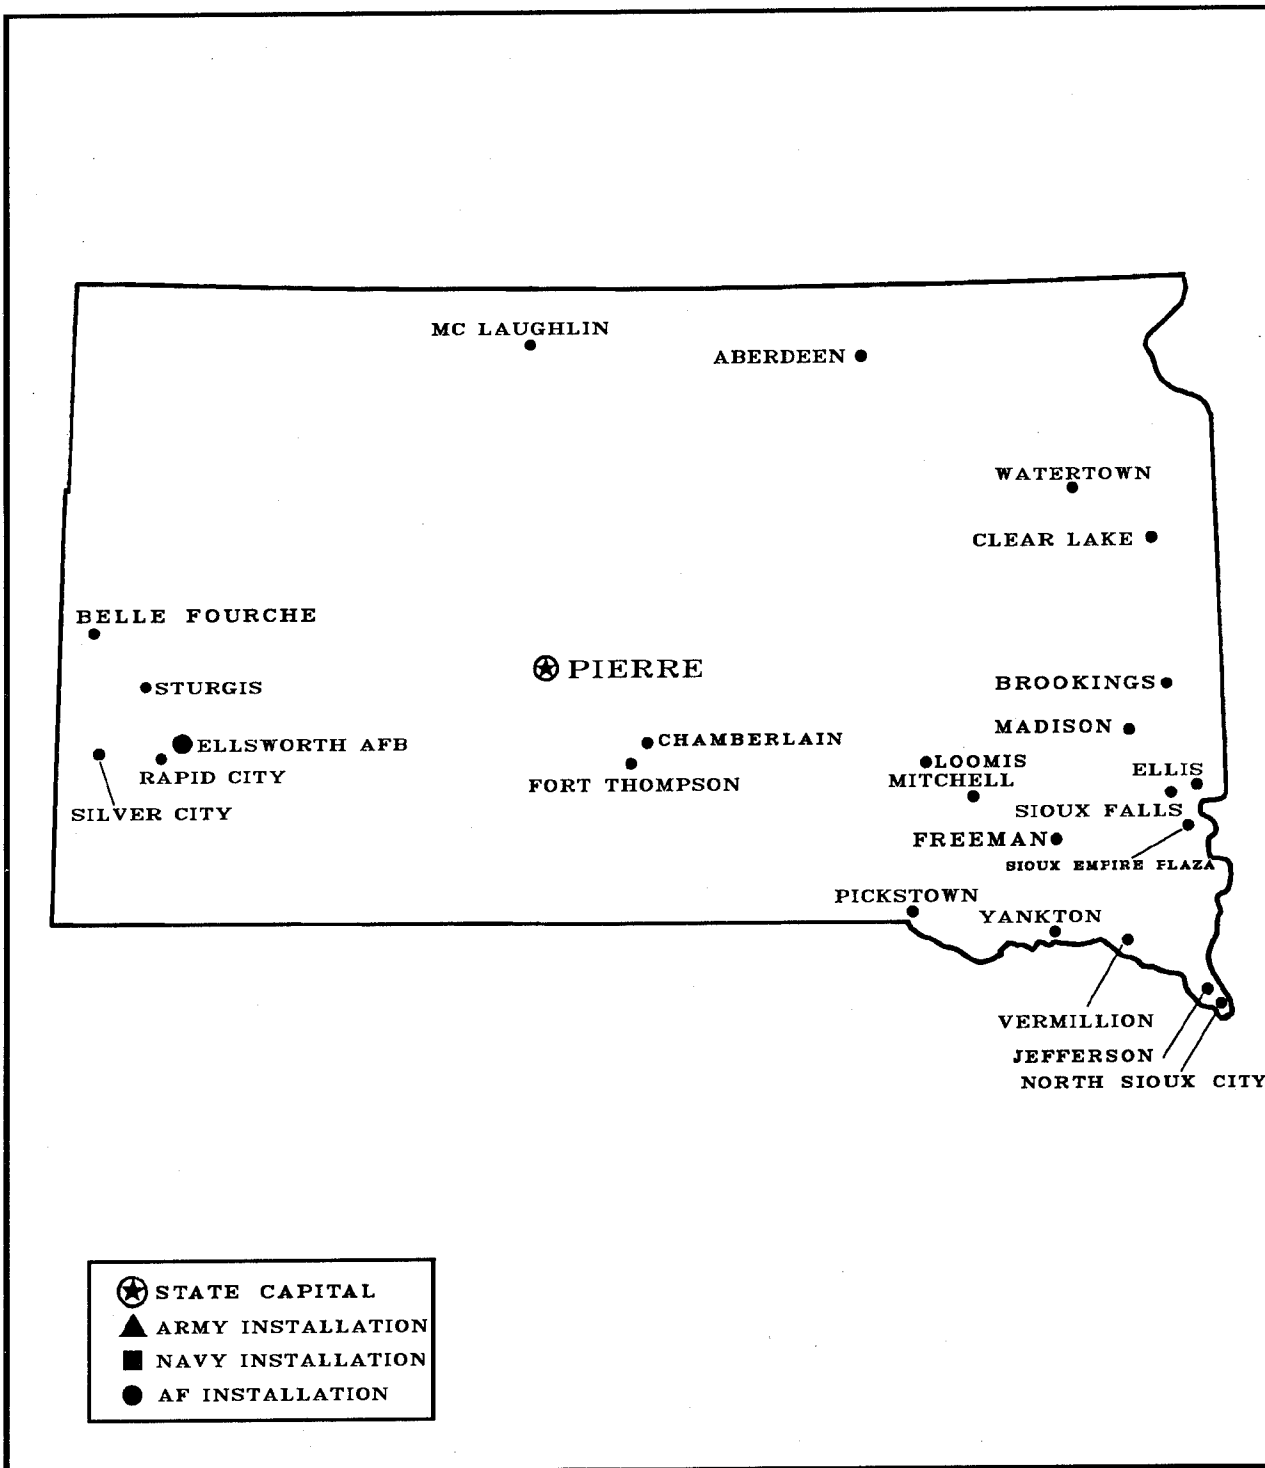 MC LAUGHLIN
ABERDEEN
WATERTOWN
CLEAR LAKE
BELLE FOURCHE
PIERRE
STURGIS
BROOKINGS
MADISON
ELLSWORTH AFB
CHAMBERLAIN
LOOMIS
ELLIS
RAPID CITY
FORT THOMPSON
MITCHELL
SILVER CITY
SIOUX FALLS
FREEMAN
SIOUX EMPIRE PLAZA
PICKSTOWN
YANKTON
VERMILLION
JEFFERSON
NORTH SIOUX CITY
STATE CAPITAL
ARMY INSTALLATION
NAVY INSTALLATION
AF INSTALLATION